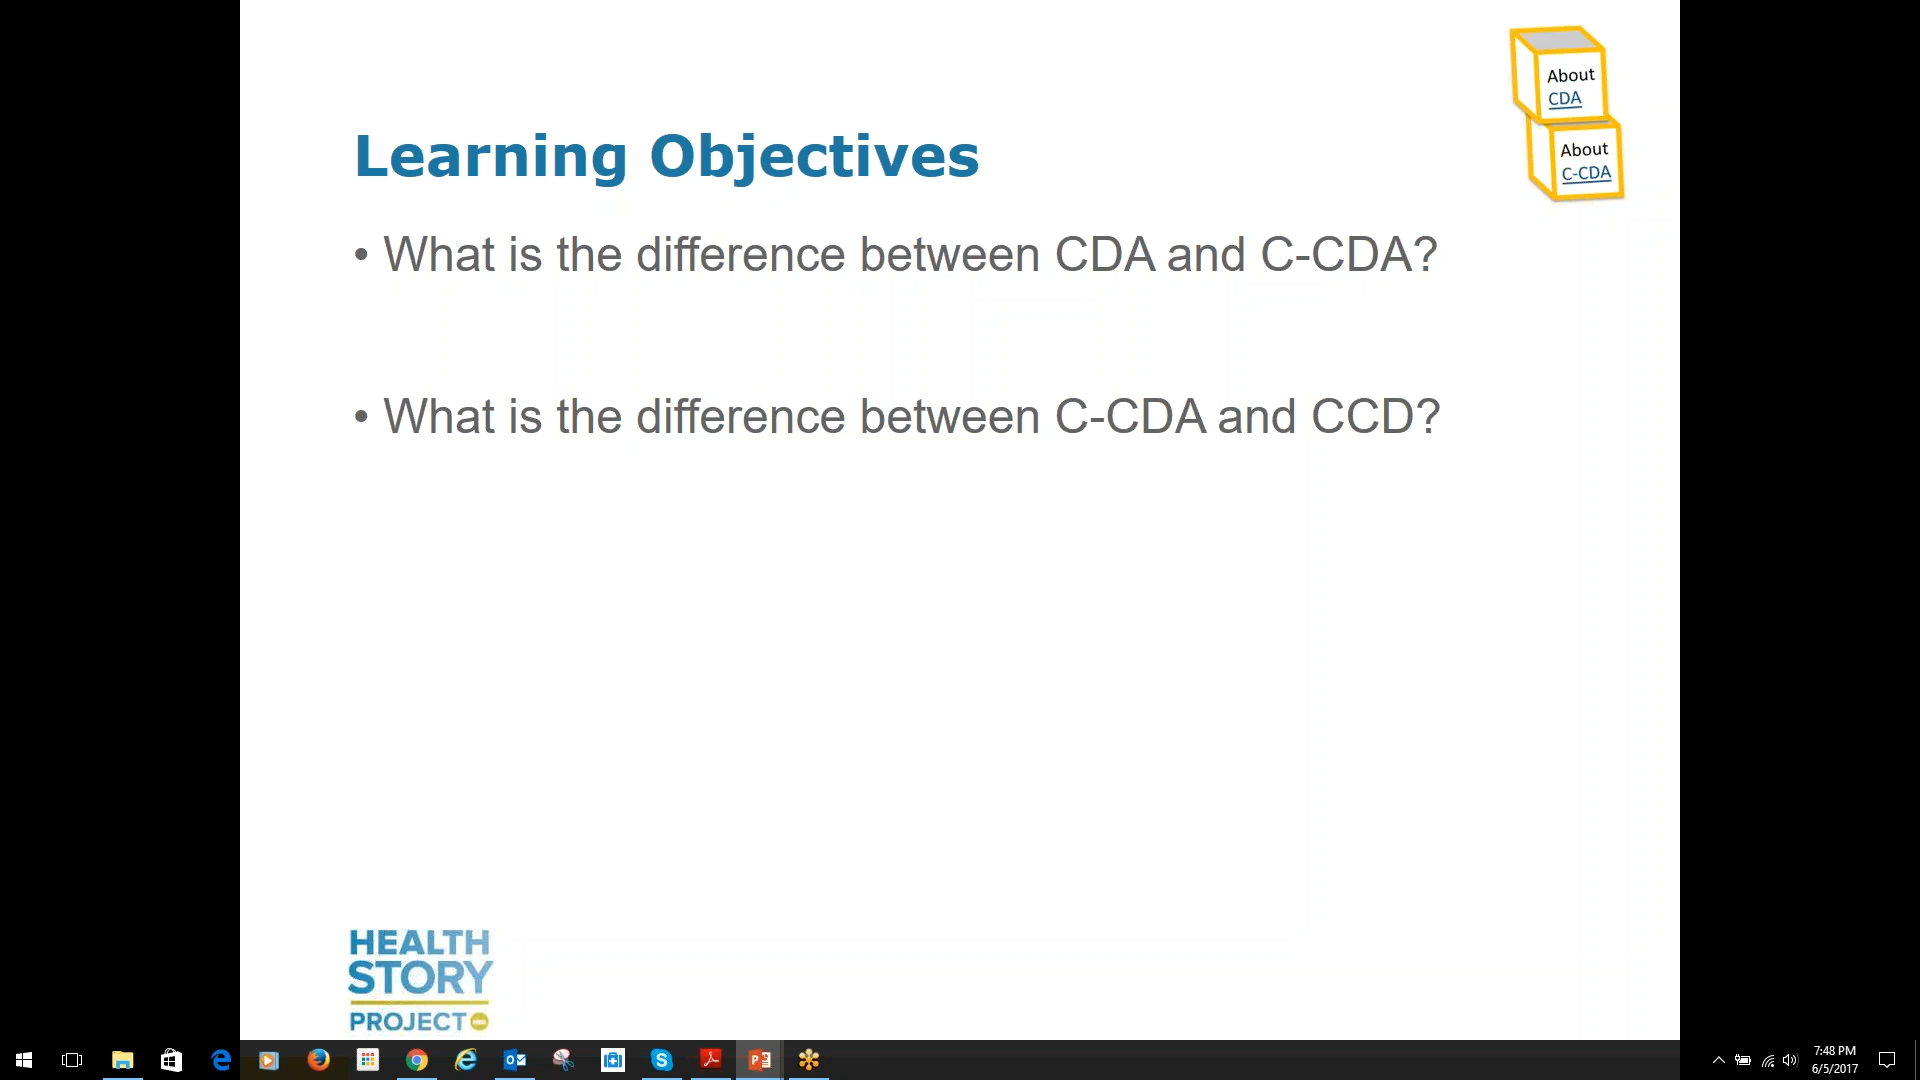 About
CDA
About
C-CDA
Learning Objectives
• What is the difference between CDA and C-CDA?
• What is the difference between C-CDA and CCD?
HEALTH
STORY
PROJECT
7:48 PM
6/5/2017